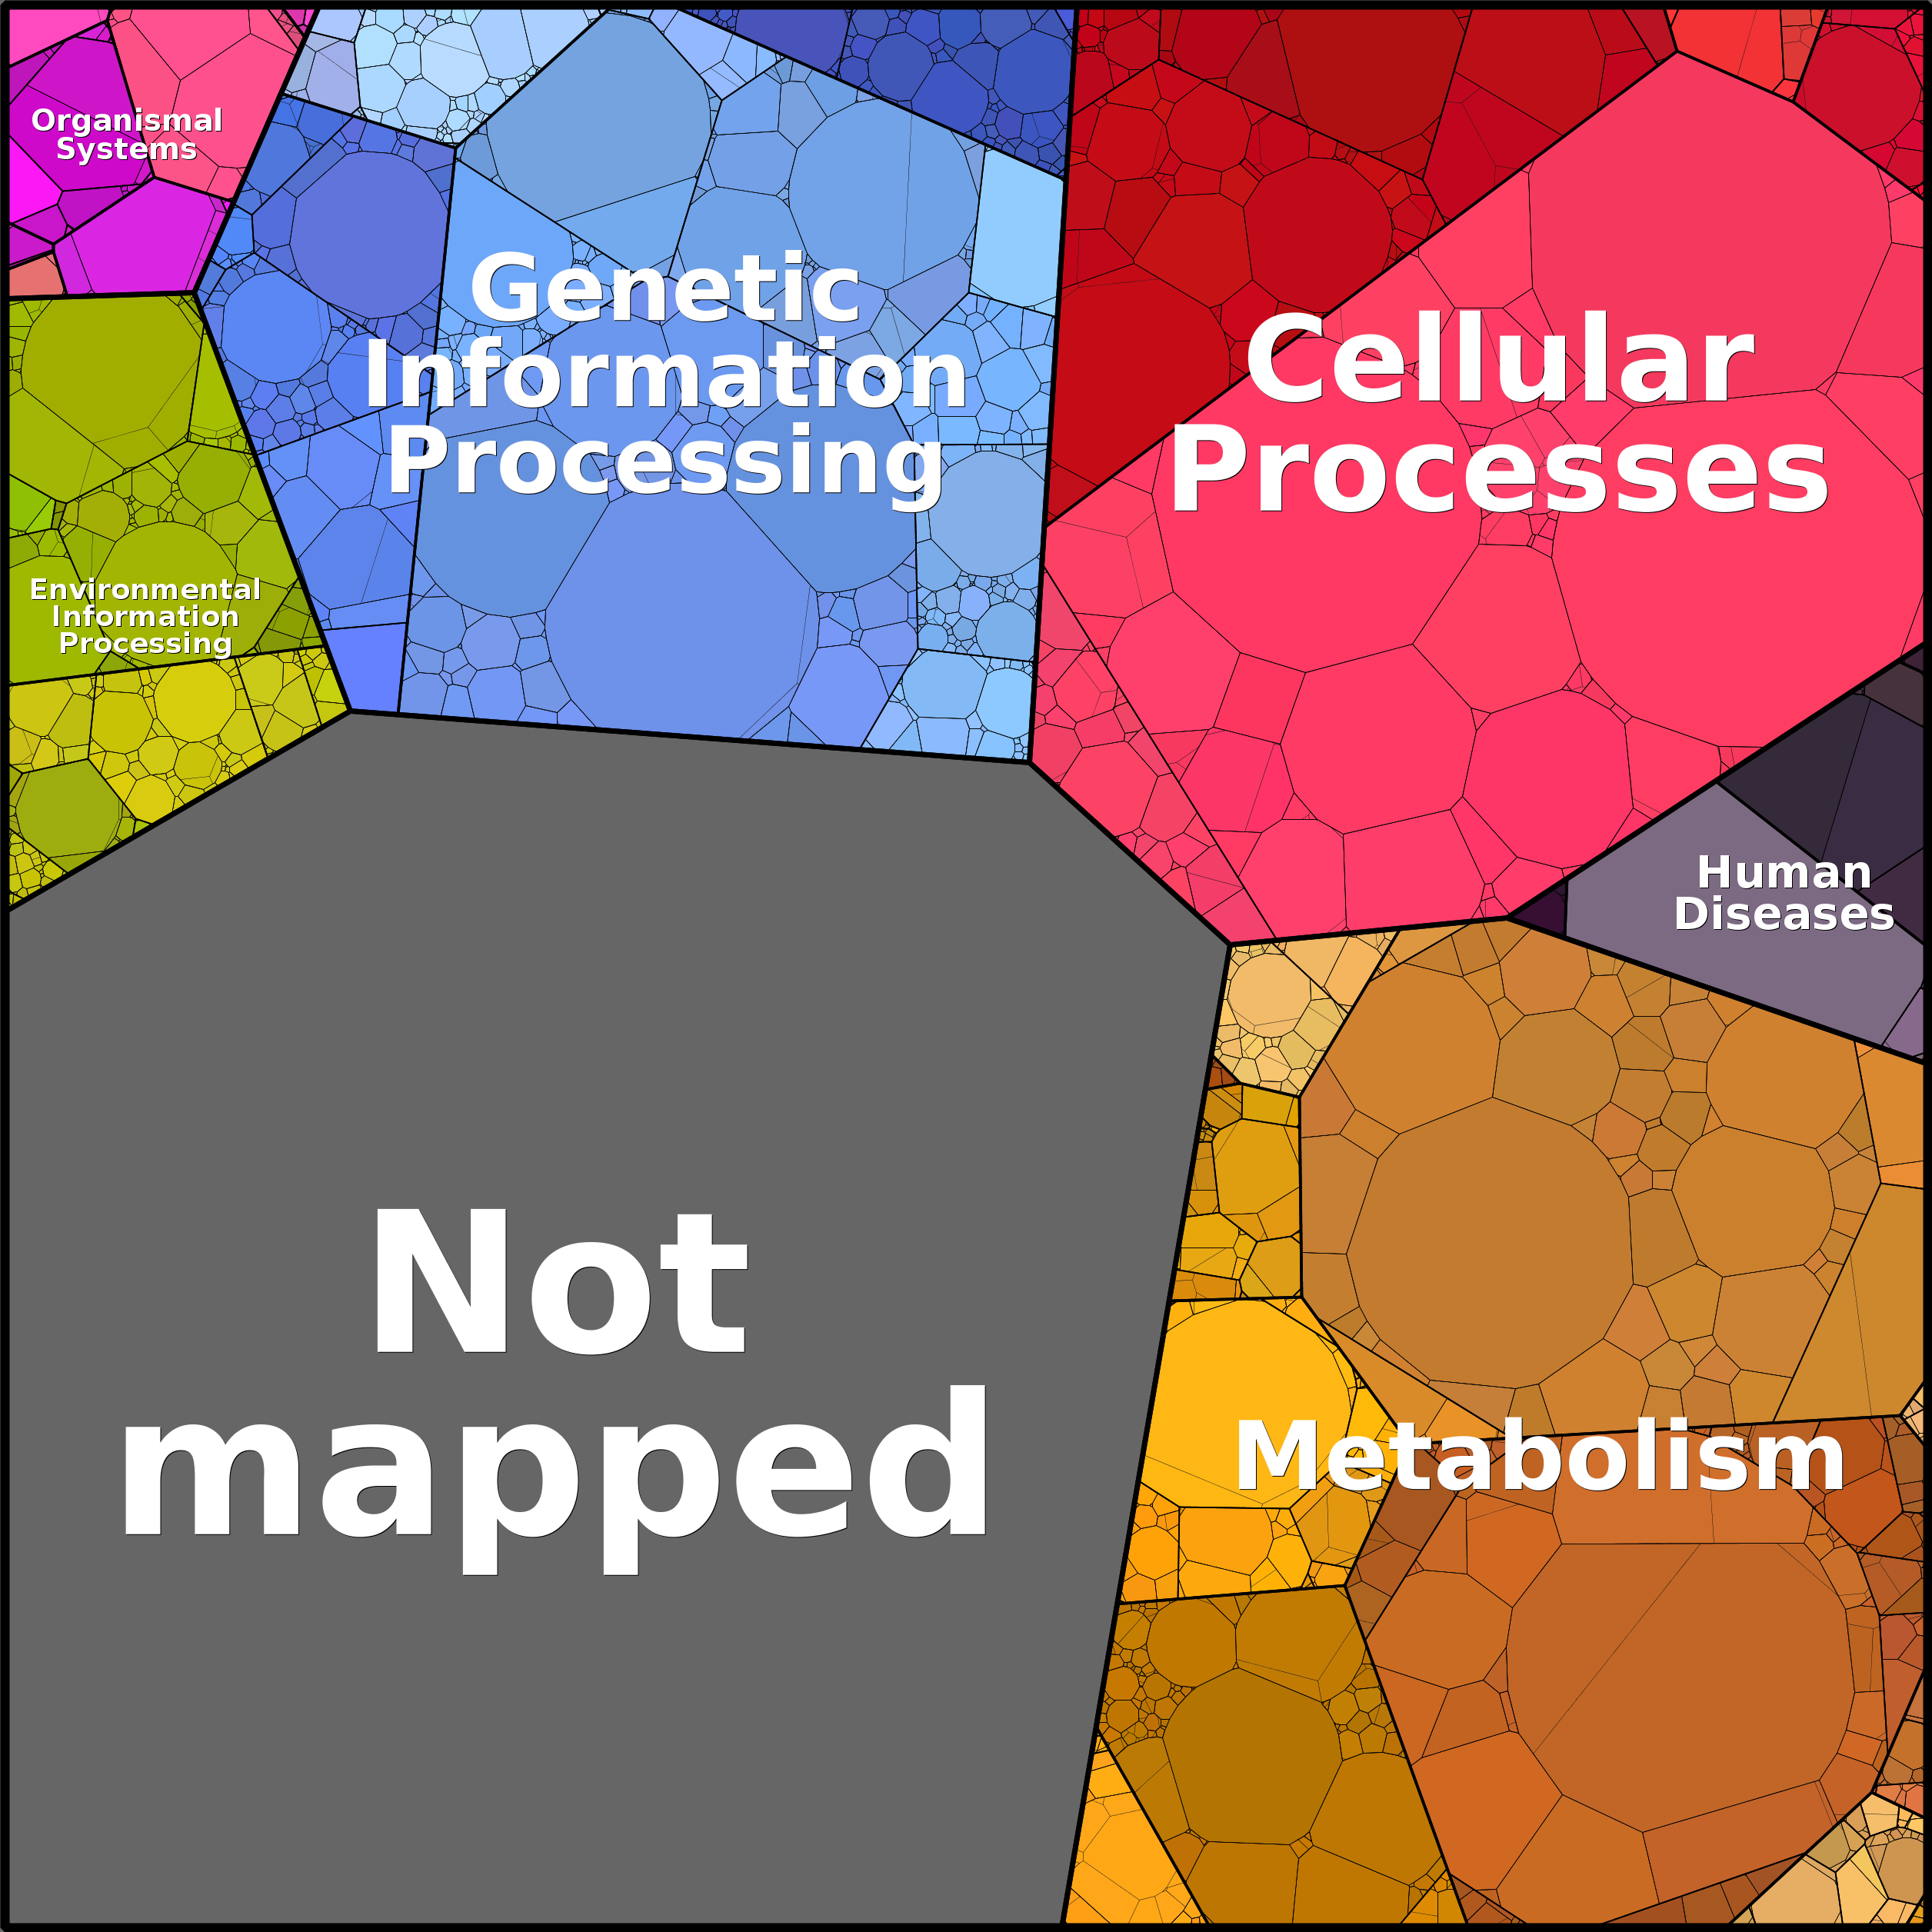 Organismal
Systems
Genetic
Information
Processing
Cellular
Processes
Environmental
Information
Processing
Human
Diseases
Not
mapped
Metabolism